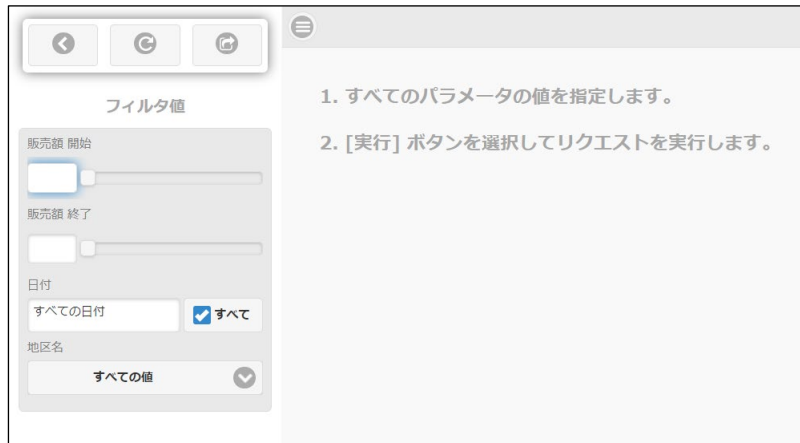 フィルタ値
販売額 開始
販売額 終了
日付
すべての日付
すべて
地区名
すべての値
1. すべてのパラメータの値を指定します。
2. [実行] ボタンを選択してリクエストを実行します。